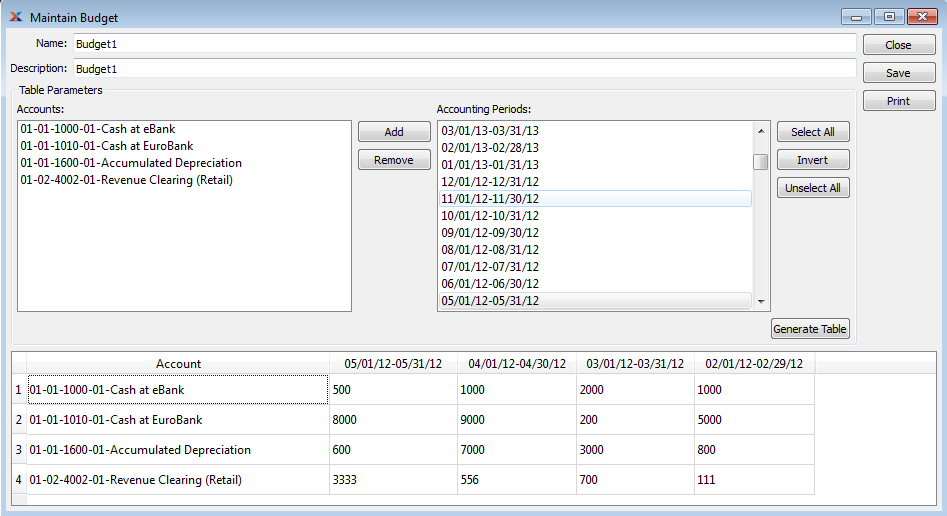 Maintain Budget
Name: Budget1
Close
Description: Budget1
Save
Table Parameters
Print
Accounts:
Accounting Periods:
01-01-1000-01-Cash at eBank
01-01-1010-01-Cash at EuroBank
01-01-1600-01-Accumulated Depreciation
01-02-4002-01-Revenue Clearing (Retail)
Add
Remove
03/01/13-03/31/13
02/01/13-02/28/13
01/01/13-01/31/13
12/01/12-12/31/12
11/01/12-11/30/12
10/01/12-10/31/12
09/01/12-09/30/12
08/01/12-08/31/12
07/01/12-07/31/12
06/01/12-06/30/12
05/01/12-05/31/12
Select All
Invert
Unselect All
Generate Table
Account 05/01/12-05/31/12 04/01/12-04/30/12 03/01/12-03/31/12 02/01/12-02/29/12
1 01-01-1000-01-Cash at eBank 500 1000 2000 1000
2 01-01-1010-01-Cash at EuroBank 8000 9000 200 5000
3 01-01-1600-01-Accumulated Depreciation 600 7000 3000 800
4 01-02-4002-01-Revenue Clearing (Retail) 3333 556 700 111